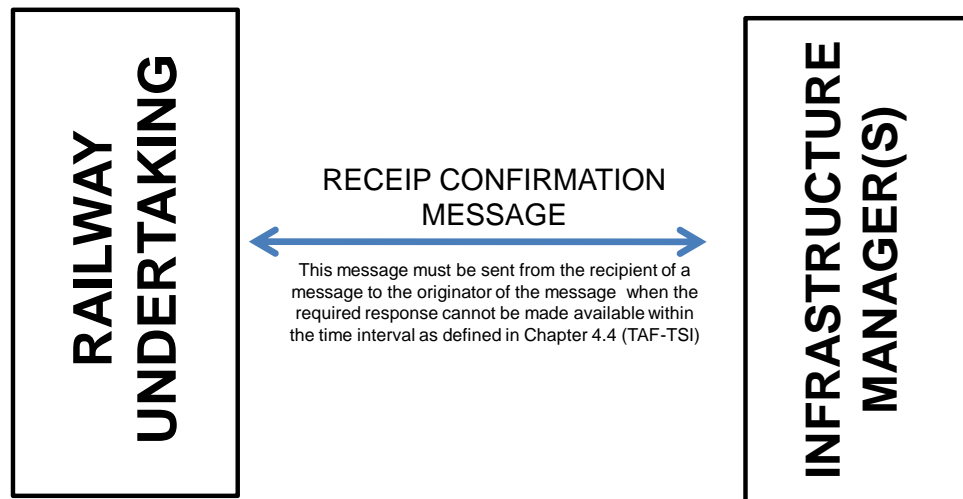 RAILWAY
UNDERTAKING
RECEIP CONFIRMATION
MESSAGE
This message must be sent from the recipient of a
message to the originator of the message when the
required response cannot be made available within
the time interval as defined in Chapter 4.4 (TAF-TSI)
INFRASTRUCTURE
MANAGER(S)